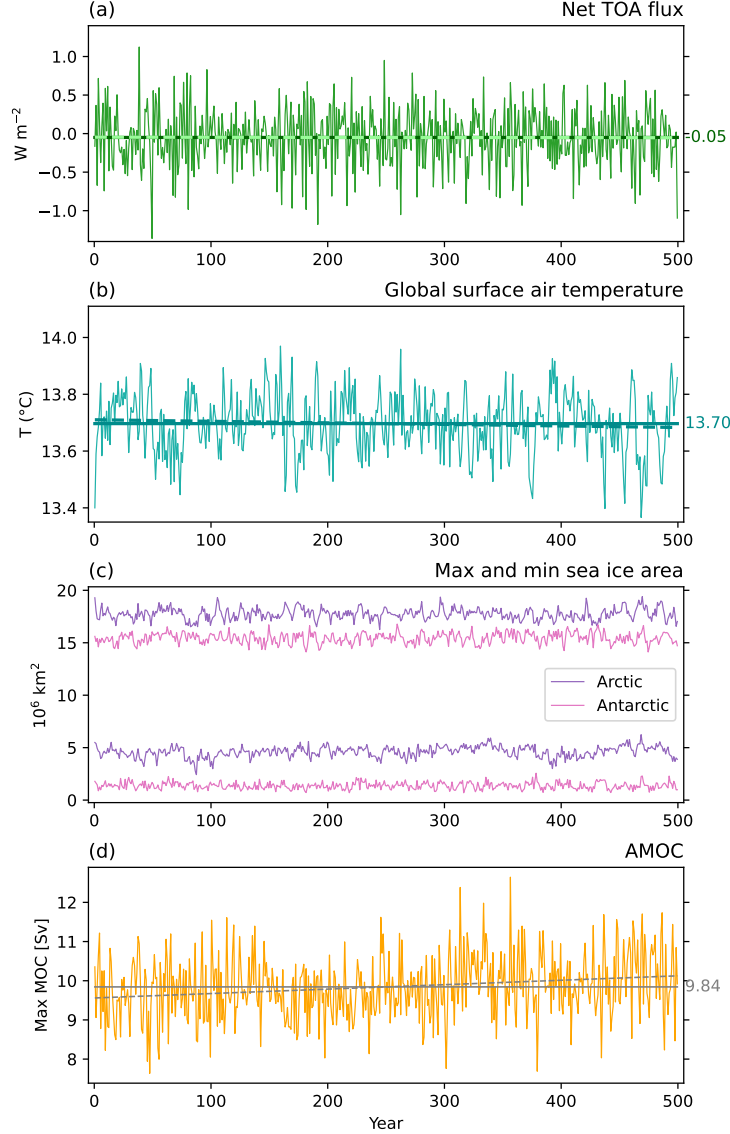 (a) Net TOA flux
1.0
0.5
0.0
−0.5
−1.0
W m−2
-0.05
0 100 200 300 400 500
(b) Global surface air temperature
14.0
13.8
13.6
13.4
T (°C)
13.70
0 100 200 300 400 500
(c) Max and min sea ice area
20
15
10
5
0
10^6 km^2
Arctic
Antarctic
0 100 200 300 400 500
(d) AMOC
12
11
10
9
8
Max MOC [Sv]
9.84
0 100 200 300 400 500
Year